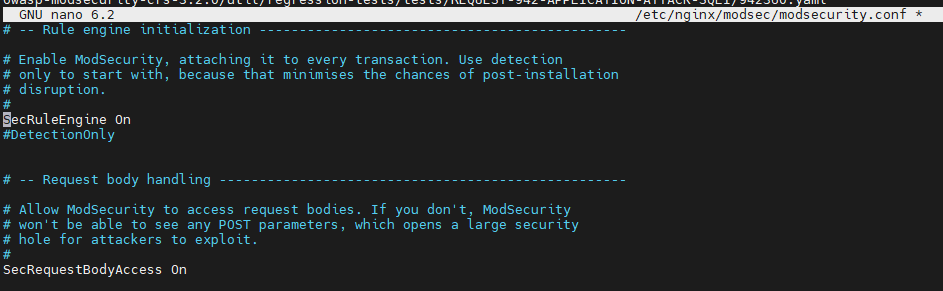 owasp-modsecurity-crs-3.2.0/util/regression-tests/tests/REQUEST-942-APPLICATION-ATTACK-SQLI/942360.yaml
GNU nano 6.2 /etc/nginx/modsec/modsecurity.conf *
# -- Rule engine initialization ----------------------------------------------

# Enable ModSecurity, attaching it to every transaction. Use detection
# only to start with, because that minimises the chances of post-installation
# disruption.
#
SecRuleEngine On
#DetectionOnly


# -- Request body handling ---------------------------------------------------

# Allow ModSecurity to access request bodies. If you don't, ModSecurity
# won't be able to see any POST parameters, which opens a large security
# hole for attackers to exploit.
#
SecRequestBodyAccess On